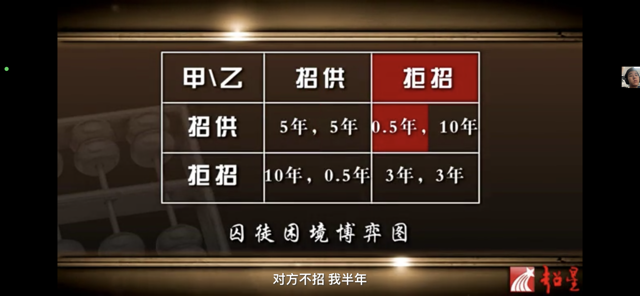 甲\乙 招供 拒招
招供 5年，5年 0.5年，10年
拒招 10年，0.5年 3年，3年
囚徒困境博弈图
对方不招 我半年
超星